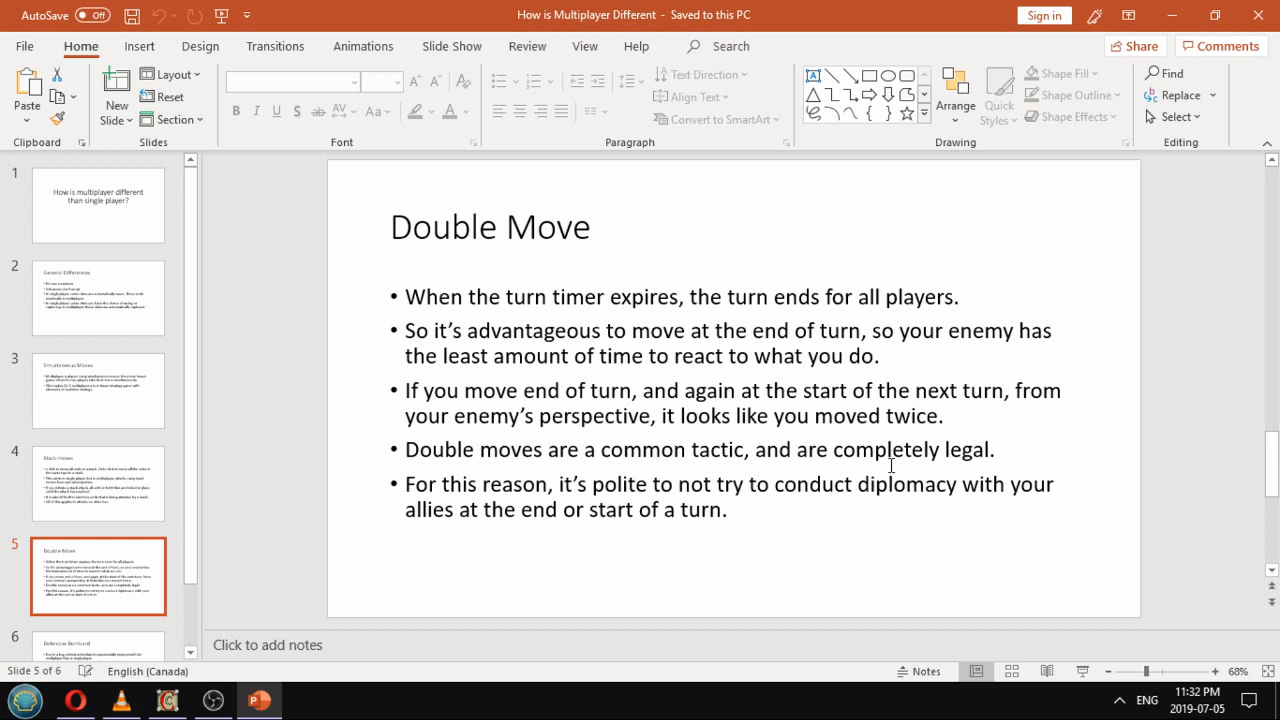 AutoSave Off How is Multiplayer Different - Saved to this PC Sign in
File Home Insert Design Transitions Animations Slide Show Review View Help Search Share Comments
Paste New Slide Layout Reset Section
Text Direction Align Text Convert to SmartArt
Arrange Quick Styles Shape Fill Shape Outline Shape Effects
Find Replace Select
Clipboard Slides Font Paragraph Drawing Editing
1
How is multiplayer different
than single player?
2
General Differences
3
Simultaneous Moves
4
Stack moves
5
Double Move
6
Defensive Bombard
Double Move
• When the turn timer expires, the turn ends for all players.
• So it’s advantageous to move at the end of turn, so your enemy has
the least amount of time to react to what you do.
• If you move end of turn, and again at the start of the next turn, from
your enemy’s perspective, it looks like you moved twice.
• Double moves are a common tactic, and are completely legal.
• For this reason, it’s polite to not try to conduct diplomacy with your
allies at the end or start of a turn.
Click to add notes
Slide 5 of 6 English (Canada) Notes 68%
ENG 11:32 PM
2019-07-05